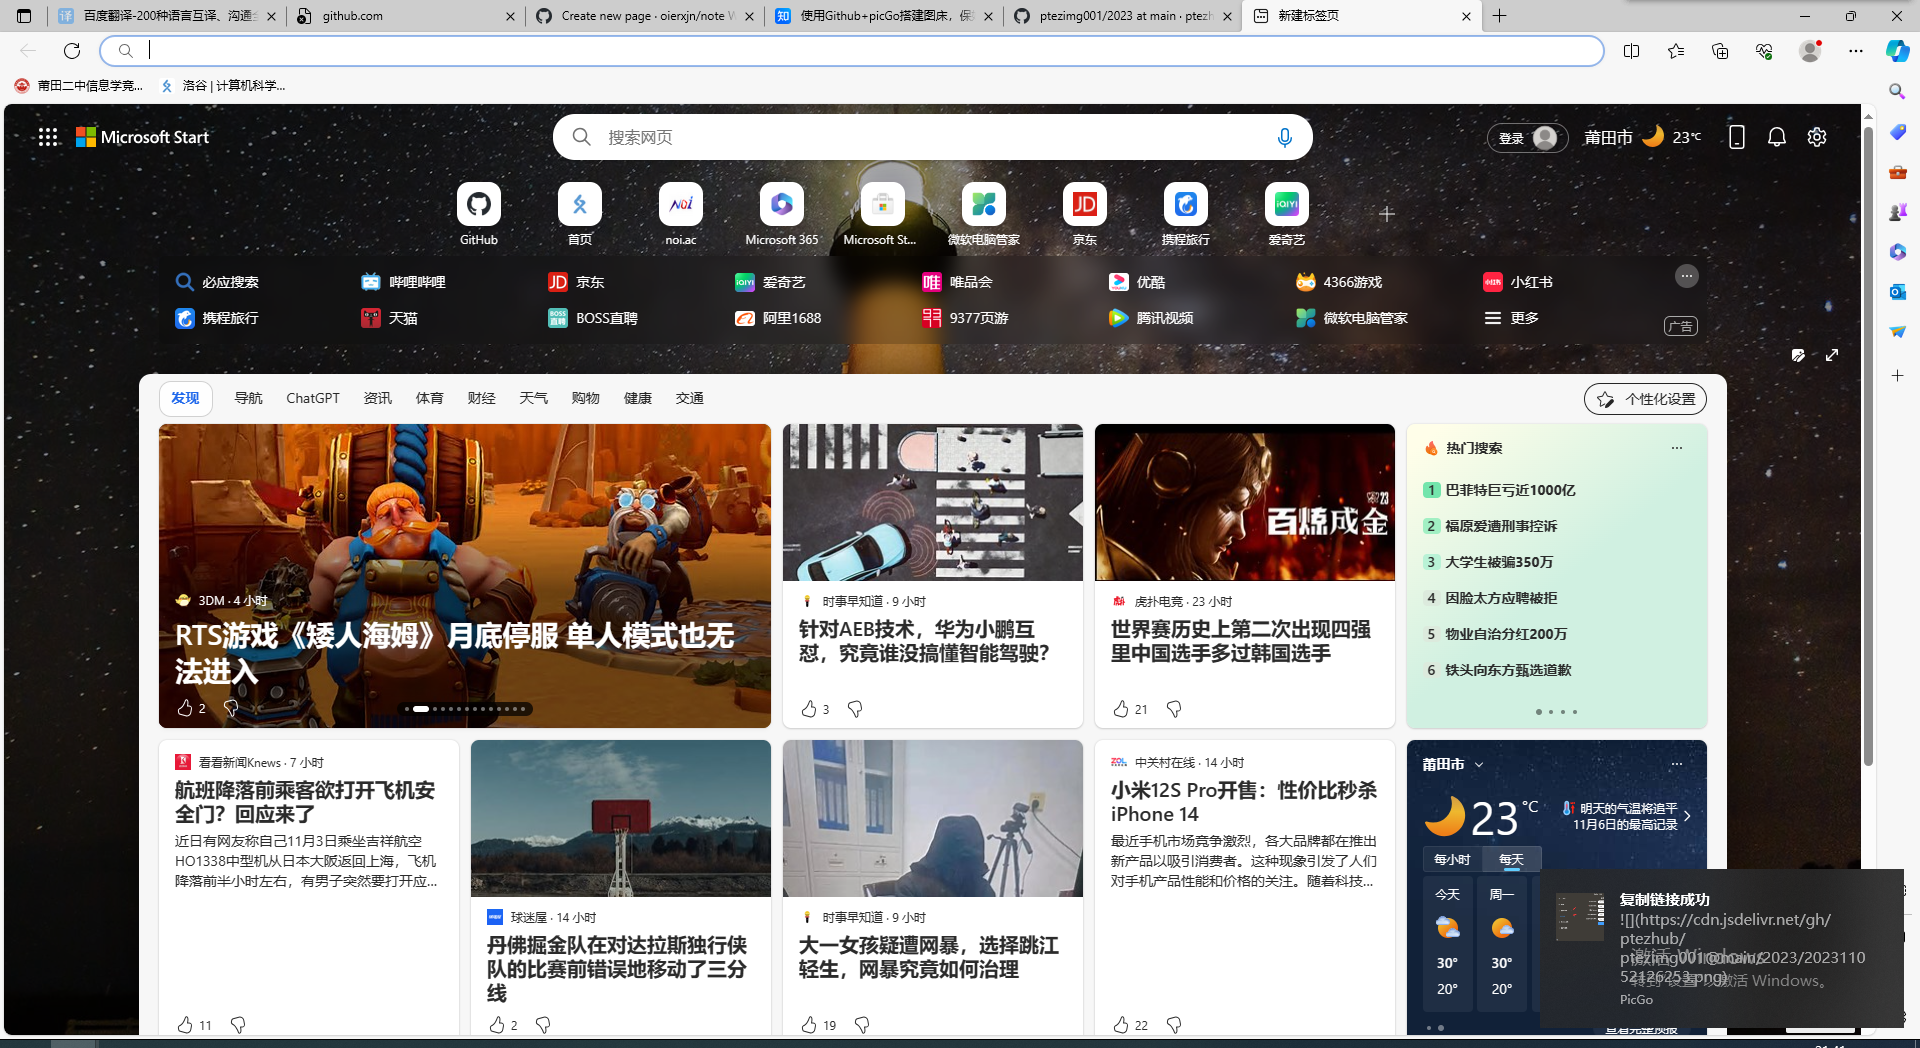 百度翻译-200种语言互译、沟通全
github.com
Create new page · oierxjn/note W
使用Github+picGo搭建图床，保
ptezimg001/2023 at main · ptezh
新建标签页
莆田二中信息学竞...
洛谷 | 计算机科学...
Microsoft Start
搜索网页
登录
莆田市
23°C
GitHub
首页
noi.ac
Microsoft 365
Microsoft St...
微软电脑管家
京东
携程旅行
爱奇艺
必应搜索
哔哩哔哩
京东
爱奇艺
唯品会
优酷
4366游戏
小红书
携程旅行
天猫
BOSS直聘
阿里1688
9377页游
腾讯视频
微软电脑管家
更多
广告
发现
导航
ChatGPT
资讯
体育
财经
天气
购物
健康
交通
个性化设置
3DM · 4 小时
RTS游戏《矮人海姆》月底停服 单人模式也无
法进入
2
时事早知道 · 9 小时
针对AEB技术，华为小鹏互
怼，究竟谁没搞懂智能驾驶？
3
百炼成金
虎扑电竞 · 23 小时
世界赛历史上第二次出现四强
里中国选手多过韩国选手
21
热门搜索
1 巴菲特巨亏近1000亿
2 福原爱遭刑事控诉
3 大学生被骗350万
4 因脸太方应聘被拒
5 物业自治分红200万
6 铁头向东方甄选道歉
看看新闻Knews · 7 小时
航班降落前乘客欲打开飞机安
全门？回应来了
近日有网友称自己11月3日乘坐吉祥航空
HO1338中型机从日本大阪返回上海，飞机
降落前半小时左右，有男子突然要打开应...
11
球迷屋 · 14 小时
丹佛掘金队在对达拉斯独行侠
队的比赛前错误地移动了三分
线
2
时事早知道 · 9 小时
大一女孩疑遭网暴，选择跳江
轻生，网暴究竟如何治理
19
中关村在线 · 14 小时
小米12S Pro开售：性价比秒杀
iPhone 14
最近手机市场竞争激烈，各大品牌都在推出
新产品以吸引消费者。这种现象引发了人们
对手机产品性能和价格的关注。随着科技...
22
莆田市
23°C
明天的气温将追平
11月6日的最高记录
每小时
每天
今天
周一
30°
30°
20°
20°
查看完整预报
复制链接成功
![](https://cdn.jsdelivr.net/gh/
ptezhub/
ptezimg001@main/2023/2023110
52126253.png)
PicGo
激活 Windows
转到"设置"以激活 Windows。